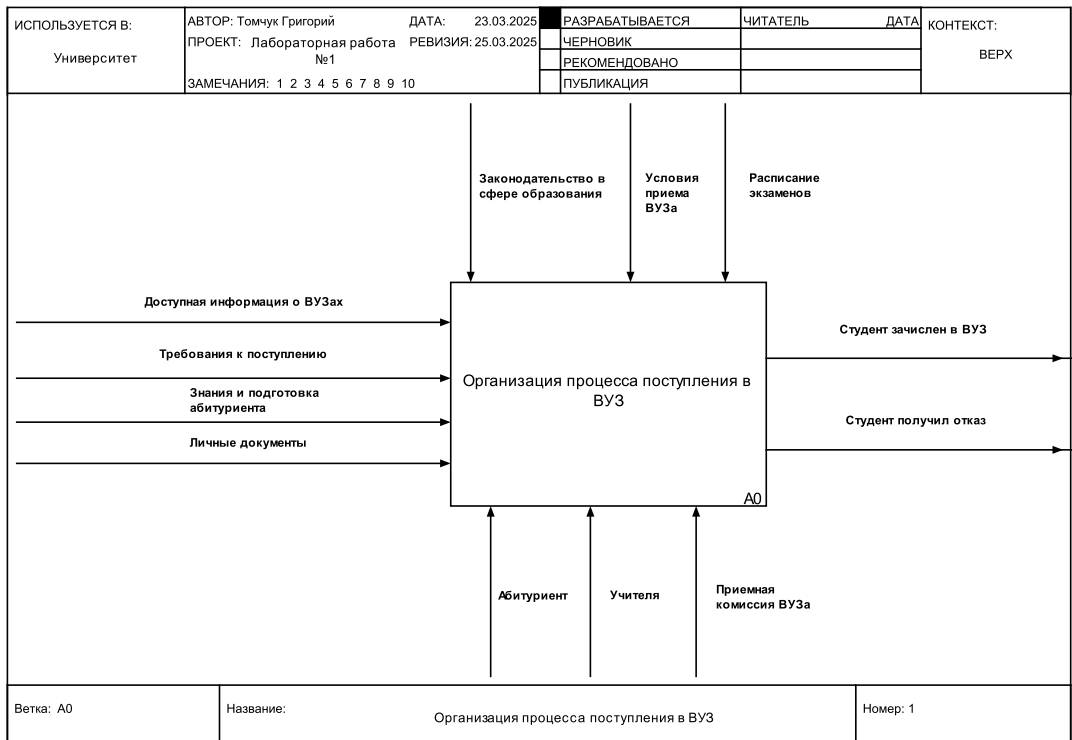 ИСПОЛЬЗУЕТСЯ В:
Университет
АВТОР: Томчук Григорий
ДАТА: 23.03.2025
ПРОЕКТ: Лабораторная работа
№1
РЕВИЗИЯ: 25.03.2025
ЗАМЕЧАНИЯ: 1 2 3 4 5 6 7 8 9 10
РАЗРАБАТЫВАЕТСЯ
ЧЕРНОВИК
РЕКОМЕНДОВАНО
ПУБЛИКАЦИЯ
ЧИТАТЕЛЬ
ДАТА
КОНТЕКСТ:
ВЕРХ
Законодательство в
сфере образования
Условия
приема
ВУЗа
Расписание
экзаменов
Доступная информация о ВУЗах
Требования к поступлению
Знания и подготовка
абитуриента
Личные документы
Организация процесса поступления в
ВУЗ
A0
Студент зачислен в ВУЗ
Студент получил отказ
Абитуриент
Учителя
Приемная
комиссия ВУЗа
Ветка: A0
Название:
Организация процесса поступления в ВУЗ
Номер: 1